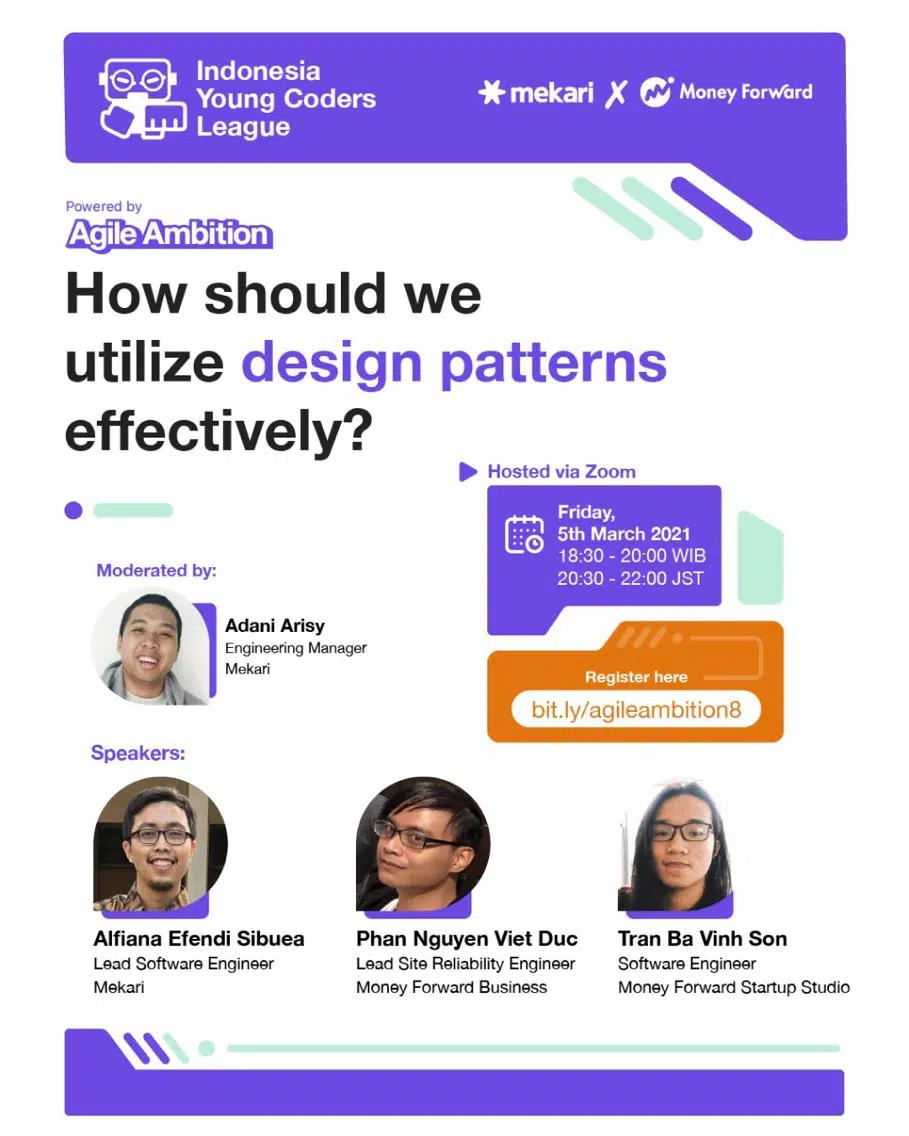 Indonesia
Young Coders
League
mekari X Money Forward
Powered by
Agile Ambition
How should we
utilize design patterns
effectively?
Hosted via Zoom
Friday,
5th March 2021
18:30 - 20:00 WIB
20:30 - 22:00 JST
Register here
bit.ly/agileambition8
Moderated by:
Adani Arisy
Engineering Manager
Mekari
Speakers:
Alfiana Efendi Sibuea
Lead Software Engineer
Mekari
Phan Nguyen Viet Duc
Lead Site Reliability Engineer
Money Forward Business
Tran Ba Vinh Son
Software Engineer
Money Forward Startup Studio